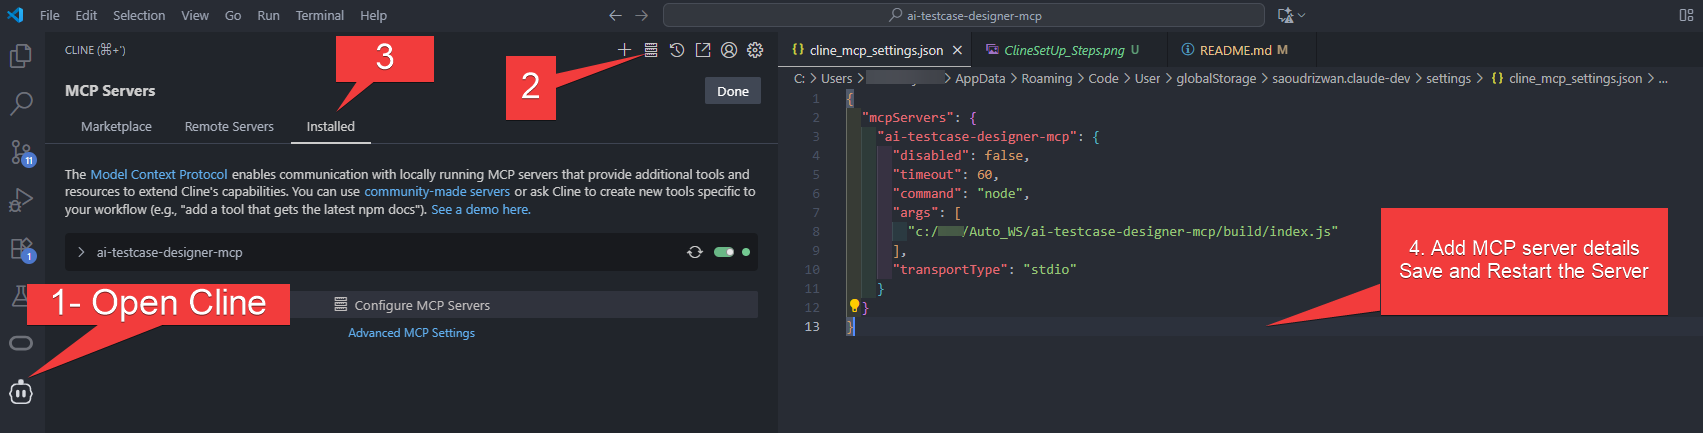 File Edit Selection View Go Run Terminal Help
ai-testcase-designer-mcp
CLINE (⌘+')
3
2
MCP Servers
Done
Marketplace Remote Servers Installed
The Model Context Protocol enables communication with locally running MCP servers that provide additional tools and
resources to extend Cline's capabilities. You can use community-made servers or ask Cline to create new tools specific to
your workflow (e.g., "add a tool that gets the latest npm docs"). See a demo here.
ai-testcase-designer-mcp
11
1
1- Open Cline
Configure MCP Servers
Advanced MCP Settings
{} cline_mcp_settings.json ClineSetUp_Steps.png U README.md M
C: > Users > > AppData > Roaming > Code > User > globalStorage > saoudrizwan.claude-dev > settings > {} cline_mcp_settings.json > ...
1 {
2 "mcpServers": {
3 "ai-testcase-designer-mcp": {
4 "disabled": false,
5 "timeout": 60,
6 "command": "node",
7 "args": [
8 "c:/ /Auto_WS/ai-testcase-designer-mcp/build/index.js"
9 ],
10 "transportType": "stdio"
11 }
12 }
13 }
4. Add MCP server details
Save and Restart the Server